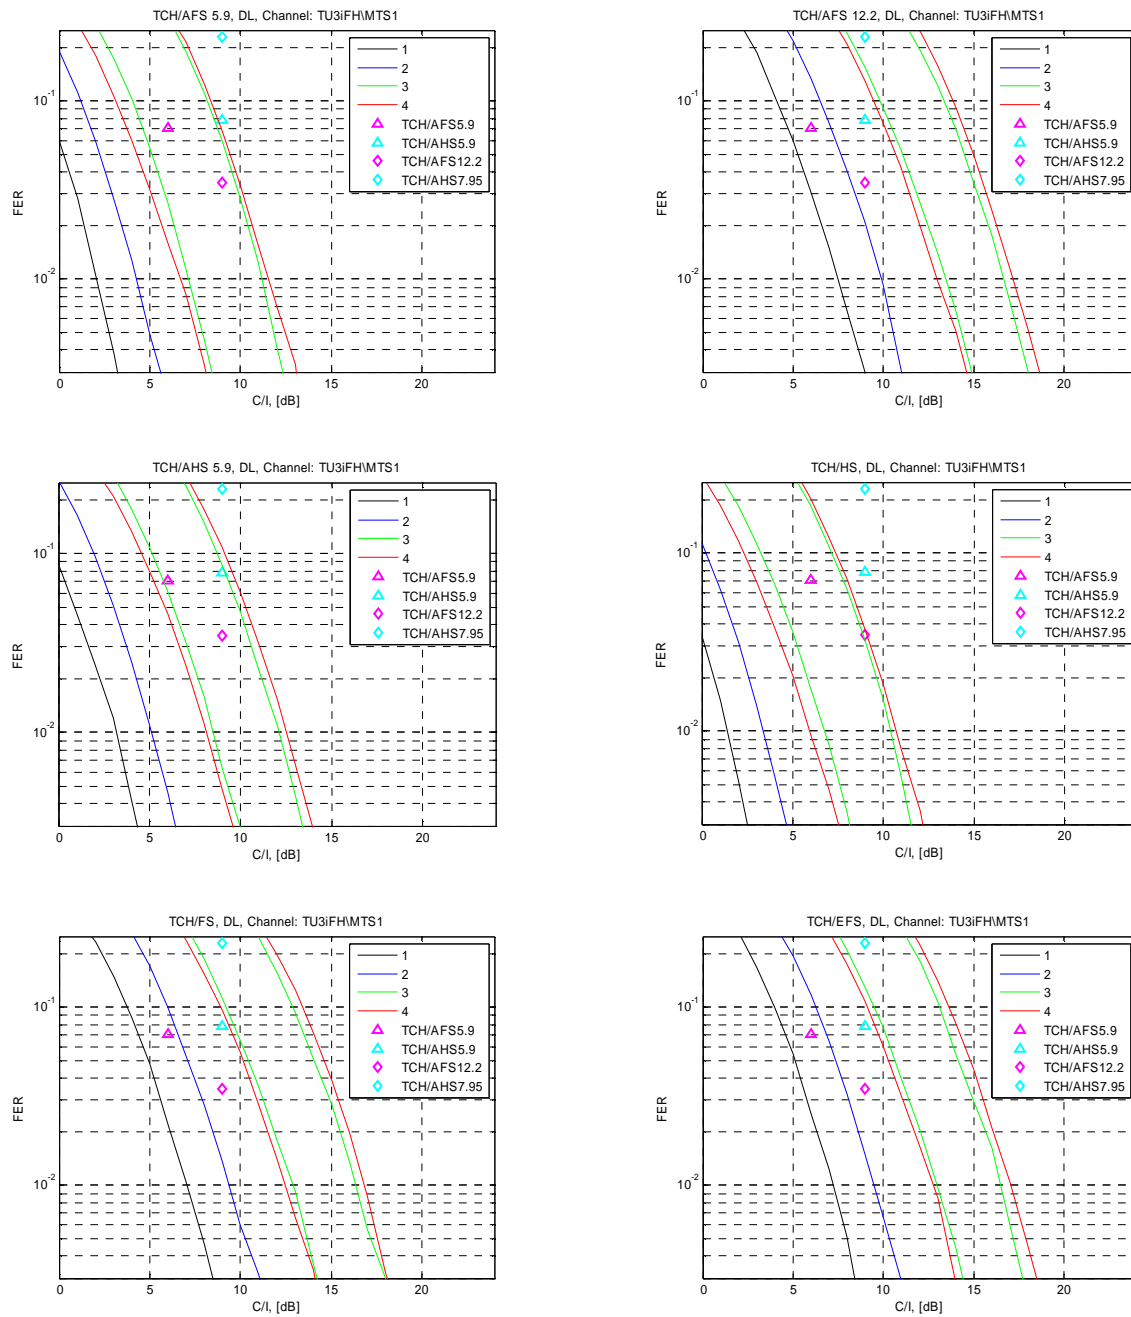 TCH/AFS 5.9, DL, Channel: TU3iFH\MTS1
FER
10-1
10-2
0 5 10 15 20
C/I, [dB]
1
2
3
4
TCH/AFS5.9
TCH/AHS5.9
TCH/AFS12.2
TCH/AHS7.95
TCH/AFS 12.2, DL, Channel: TU3iFH\MTS1
FER
10-1
10-2
0 5 10 15 20
C/I, [dB]
1
2
3
4
TCH/AFS5.9
TCH/AHS5.9
TCH/AFS12.2
TCH/AHS7.95
TCH/AHS 5.9, DL, Channel: TU3iFH\MTS1
FER
10-1
10-2
0 5 10 15 20
C/I, [dB]
1
2
3
4
TCH/AFS5.9
TCH/AHS5.9
TCH/AFS12.2
TCH/AHS7.95
TCH/HS, DL, Channel: TU3iFH\MTS1
FER
10-1
10-2
0 5 10 15 20
C/I, [dB]
1
2
3
4
TCH/AFS5.9
TCH/AHS5.9
TCH/AFS12.2
TCH/AHS7.95
TCH/FS, DL, Channel: TU3iFH\MTS1
FER
10-1
10-2
0 5 10 15 20
C/I, [dB]
1
2
3
4
TCH/AFS5.9
TCH/AHS5.9
TCH/AFS12.2
TCH/AHS7.95
TCH/EFS, DL, Channel: TU3iFH\MTS1
FER
10-1
10-2
0 5 10 15 20
C/I, [dB]
1
2
3
4
TCH/AFS5.9
TCH/AHS5.9
TCH/AFS12.2
TCH/AHS7.95